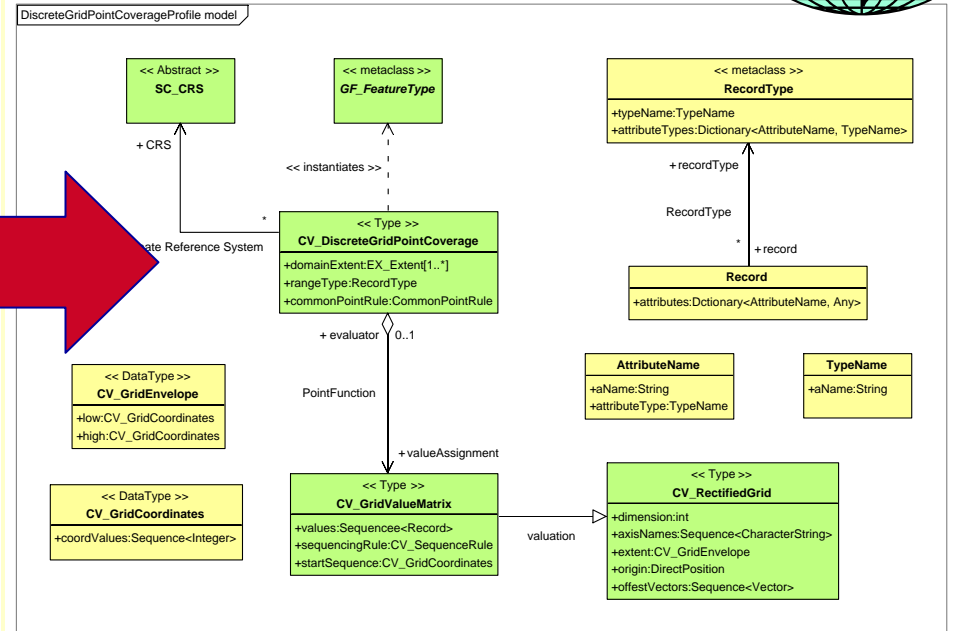 DiscreteGridPointCoverageProfile model
<< Abstract >>
SC_CRS
<< metaclass >>
GF_FeatureType
<< metaclass >>
RecordType
+typeName:TypeName
+attributeTypes:Dictionary<AttributeName, TypeName>
+ CRS
<< instantiates >>
+ recordType
RecordType
*
+ record
*
ate Reference System
<< Type >>
CV_DiscreteGridPointCoverage
+domainExtent:EX_Extent[1..*]
+rangeType:RecordType
+commonPointRule:CommonPointRule
Record
+attributes:Dctionary<AttributeName, Any>
+ evaluator
0..1
<< DataType >>
CV_GridEnvelope
+low:CV_GridCoordinates
+high:CV_GridCoordinates
PointFunction
AttributeName
+aName:String
+attributeType:TypeName
TypeName
+aName:String
+ valueAssignment
<< DataType >>
CV_GridCoordinates
+coordValues:Sequence<Integer>
<< Type >>
CV_GridValueMatrix
+values:Sequencee<Record>
+sequencingRule:CV_SequenceRule
+startSequence:CV_GridCoordinates
valuation
<< Type >>
CV_RectifiedGrid
+dimension:int
+axisNames:Sequence<CharacterString>
+extent:CV_GridEnvelope
+origin:DirectPosition
+offestVectors:Sequence<Vector>